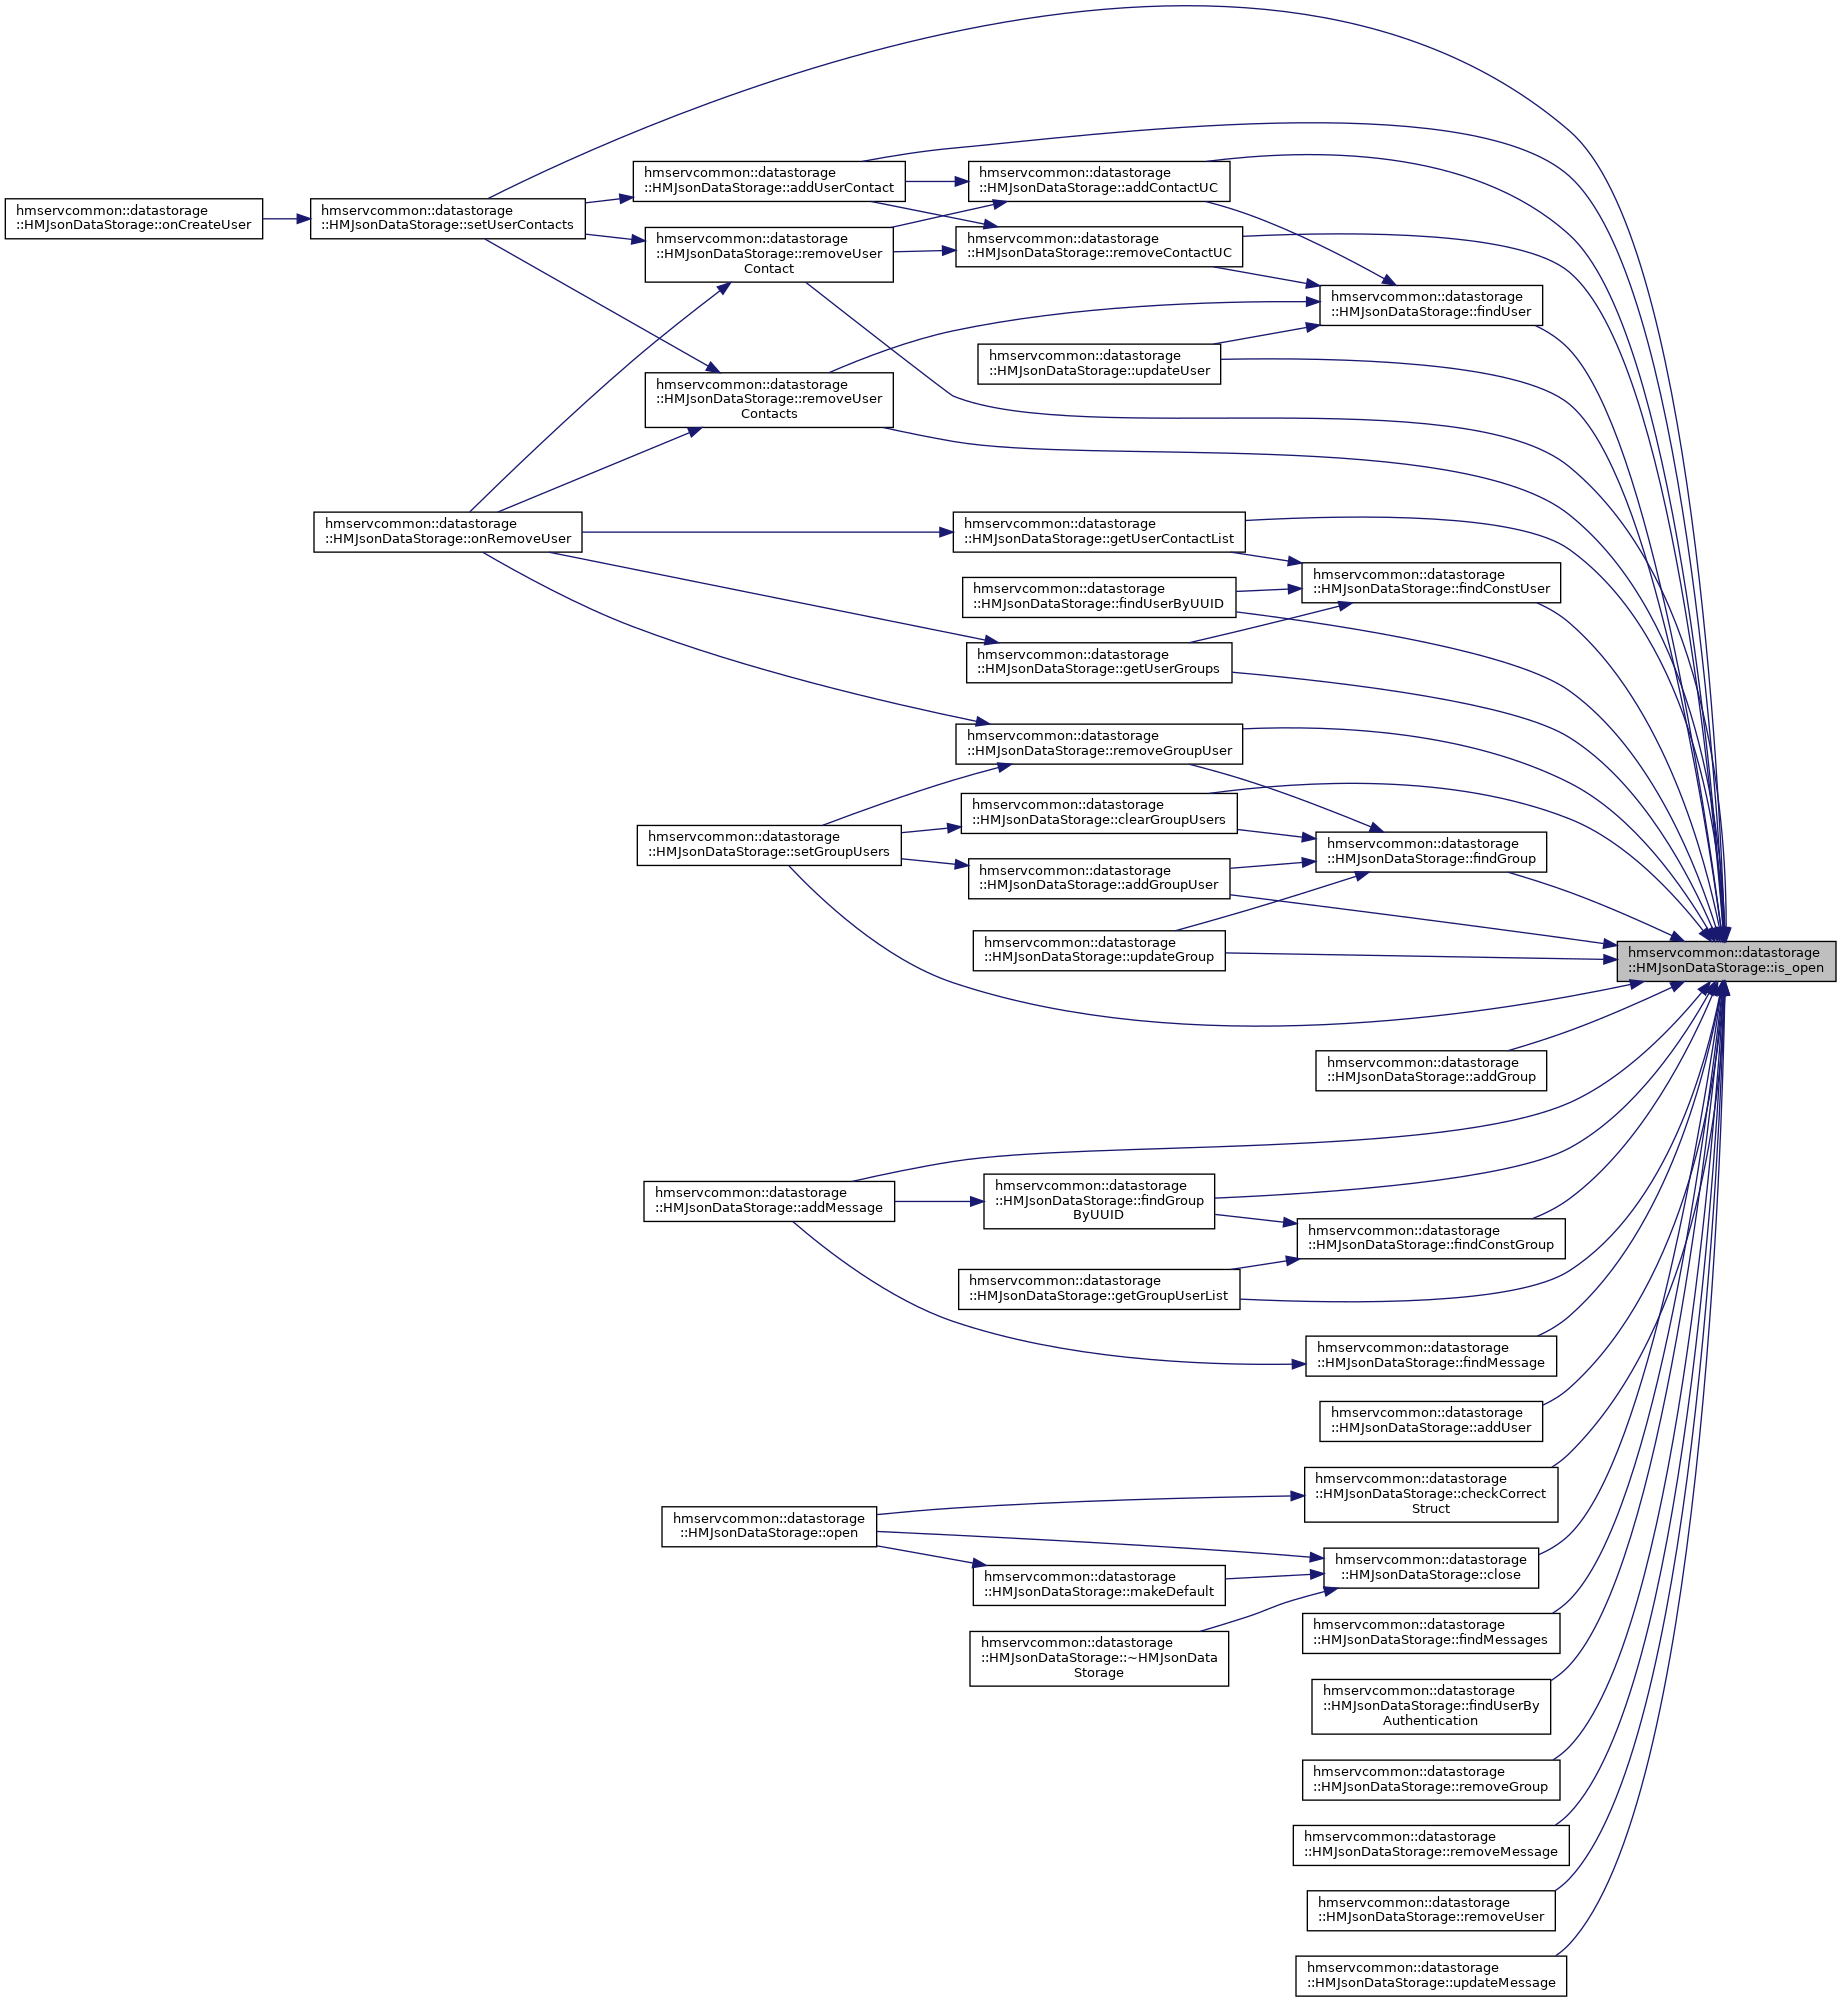 hmservcommon::datastorage
::HMJsonDataStorage::onCreateUser
hmservcommon::datastorage
::HMJsonDataStorage::setUserContacts
hmservcommon::datastorage
::HMJsonDataStorage::addUserContact
hmservcommon::datastorage
::HMJsonDataStorage::removeUser
Contact
hmservcommon::datastorage
::HMJsonDataStorage::addContactUC
hmservcommon::datastorage
::HMJsonDataStorage::removeContactUC
hmservcommon::datastorage
::HMJsonDataStorage::findUser
hmservcommon::datastorage
::HMJsonDataStorage::updateUser
hmservcommon::datastorage
::HMJsonDataStorage::removeUser
Contacts
hmservcommon::datastorage
::HMJsonDataStorage::onRemoveUser
hmservcommon::datastorage
::HMJsonDataStorage::getUserContactList
hmservcommon::datastorage
::HMJsonDataStorage::findConstUser
hmservcommon::datastorage
::HMJsonDataStorage::findUserByUUID
hmservcommon::datastorage
::HMJsonDataStorage::getUserGroups
hmservcommon::datastorage
::HMJsonDataStorage::removeGroupUser
hmservcommon::datastorage
::HMJsonDataStorage::clearGroupUsers
hmservcommon::datastorage
::HMJsonDataStorage::setGroupUsers
hmservcommon::datastorage
::HMJsonDataStorage::findGroup
hmservcommon::datastorage
::HMJsonDataStorage::addGroupUser
hmservcommon::datastorage
::HMJsonDataStorage::updateGroup
hmservcommon::datastorage
::HMJsonDataStorage::is_open
hmservcommon::datastorage
::HMJsonDataStorage::addGroup
hmservcommon::datastorage
::HMJsonDataStorage::addMessage
hmservcommon::datastorage
::HMJsonDataStorage::findGroup
ByUUID
hmservcommon::datastorage
::HMJsonDataStorage::findConstGroup
hmservcommon::datastorage
::HMJsonDataStorage::getGroupUserList
hmservcommon::datastorage
::HMJsonDataStorage::findMessage
hmservcommon::datastorage
::HMJsonDataStorage::addUser
hmservcommon::datastorage
::HMJsonDataStorage::checkCorrect
Struct
hmservcommon::datastorage
::HMJsonDataStorage::open
hmservcommon::datastorage
::HMJsonDataStorage::close
hmservcommon::datastorage
::HMJsonDataStorage::makeDefault
hmservcommon::datastorage
::HMJsonDataStorage::findMessages
hmservcommon::datastorage
::HMJsonDataStorage::~HMJsonData
Storage
hmservcommon::datastorage
::HMJsonDataStorage::findUserBy
Authentication
hmservcommon::datastorage
::HMJsonDataStorage::removeGroup
hmservcommon::datastorage
::HMJsonDataStorage::removeMessage
hmservcommon::datastorage
::HMJsonDataStorage::removeUser
hmservcommon::datastorage
::HMJsonDataStorage::updateMessage